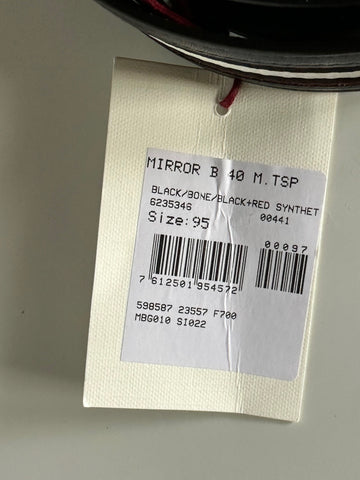 MIRROR B 40 M.TSP
BLACK/BONE/BLACK+RED SYNTHET
6235346 00441
Size:95
00097
7 612501 954572
598587 23557 F700
MBG010 SI022